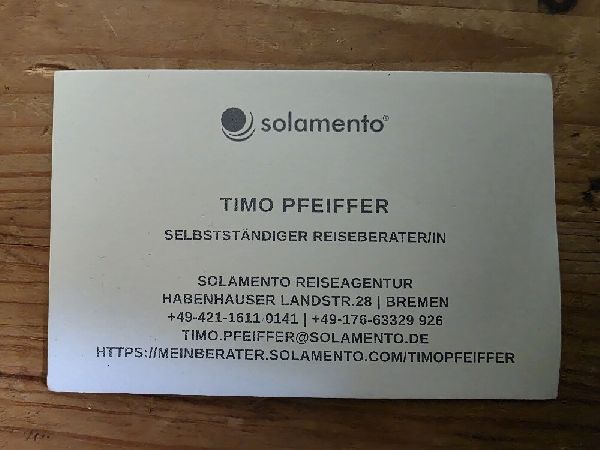 solamento®
TIMO PFEIFFER
SELBSTSTÄNDIGER REISEBERATER/IN
SOLAMENTO REISEAGENTUR
HABENHAUSER LANDSTR.28 | BREMEN
+49-421-1611 0141 | +49-176-63329 926
TIMO.PFEIFFER@SOLAMENTO.DE
HTTPS://MEINBERATER.SOLAMENTO.COM/TIMOPFEIFFER